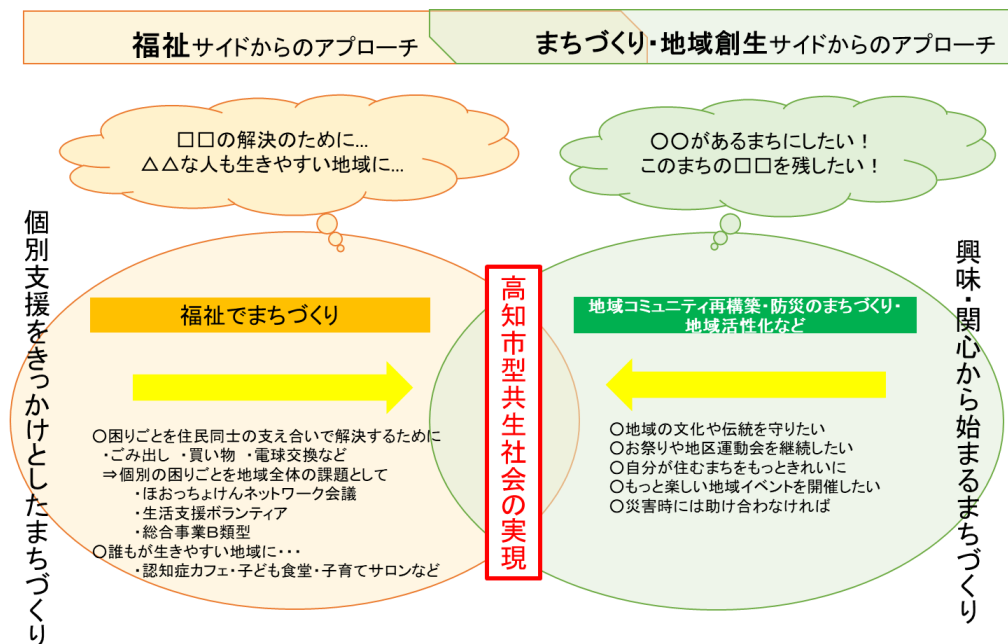 福祉サイドからのアプローチ
まちづくり・地域創生サイドからのアプローチ
□□の解決のために…
△△な人も生きやすい地域に…
○○があるまちにしたい！
このまちの□□を残したい！
個別支援をきっかけとしたまちづくり
福祉でまちづくり
○困りごとを住民同士の支え合いで解決するために
・ごみ出し ・買い物 ・電球交換など
⇒個別の困りごとを地域全体の課題として
・ほおっちょけんネットワーク会議
・生活支援ボランティア
・総合事業B類型
○誰もが生きやすい地域に・・・
・認知症カフェ・子ども食堂・子育てサロンなど
高知市型共生社会の実現
地域コミュニティ再構築・防災のまちづくり・
地域活性化など
○地域の文化や伝統を守りたい
○お祭りや地区運動会を継続したい
○自分が住むまちをもっときれいに
○もっと楽しい地域イベントを開催したい
○災害時には助け合わなければ
興味・関心から始まるまちづくり